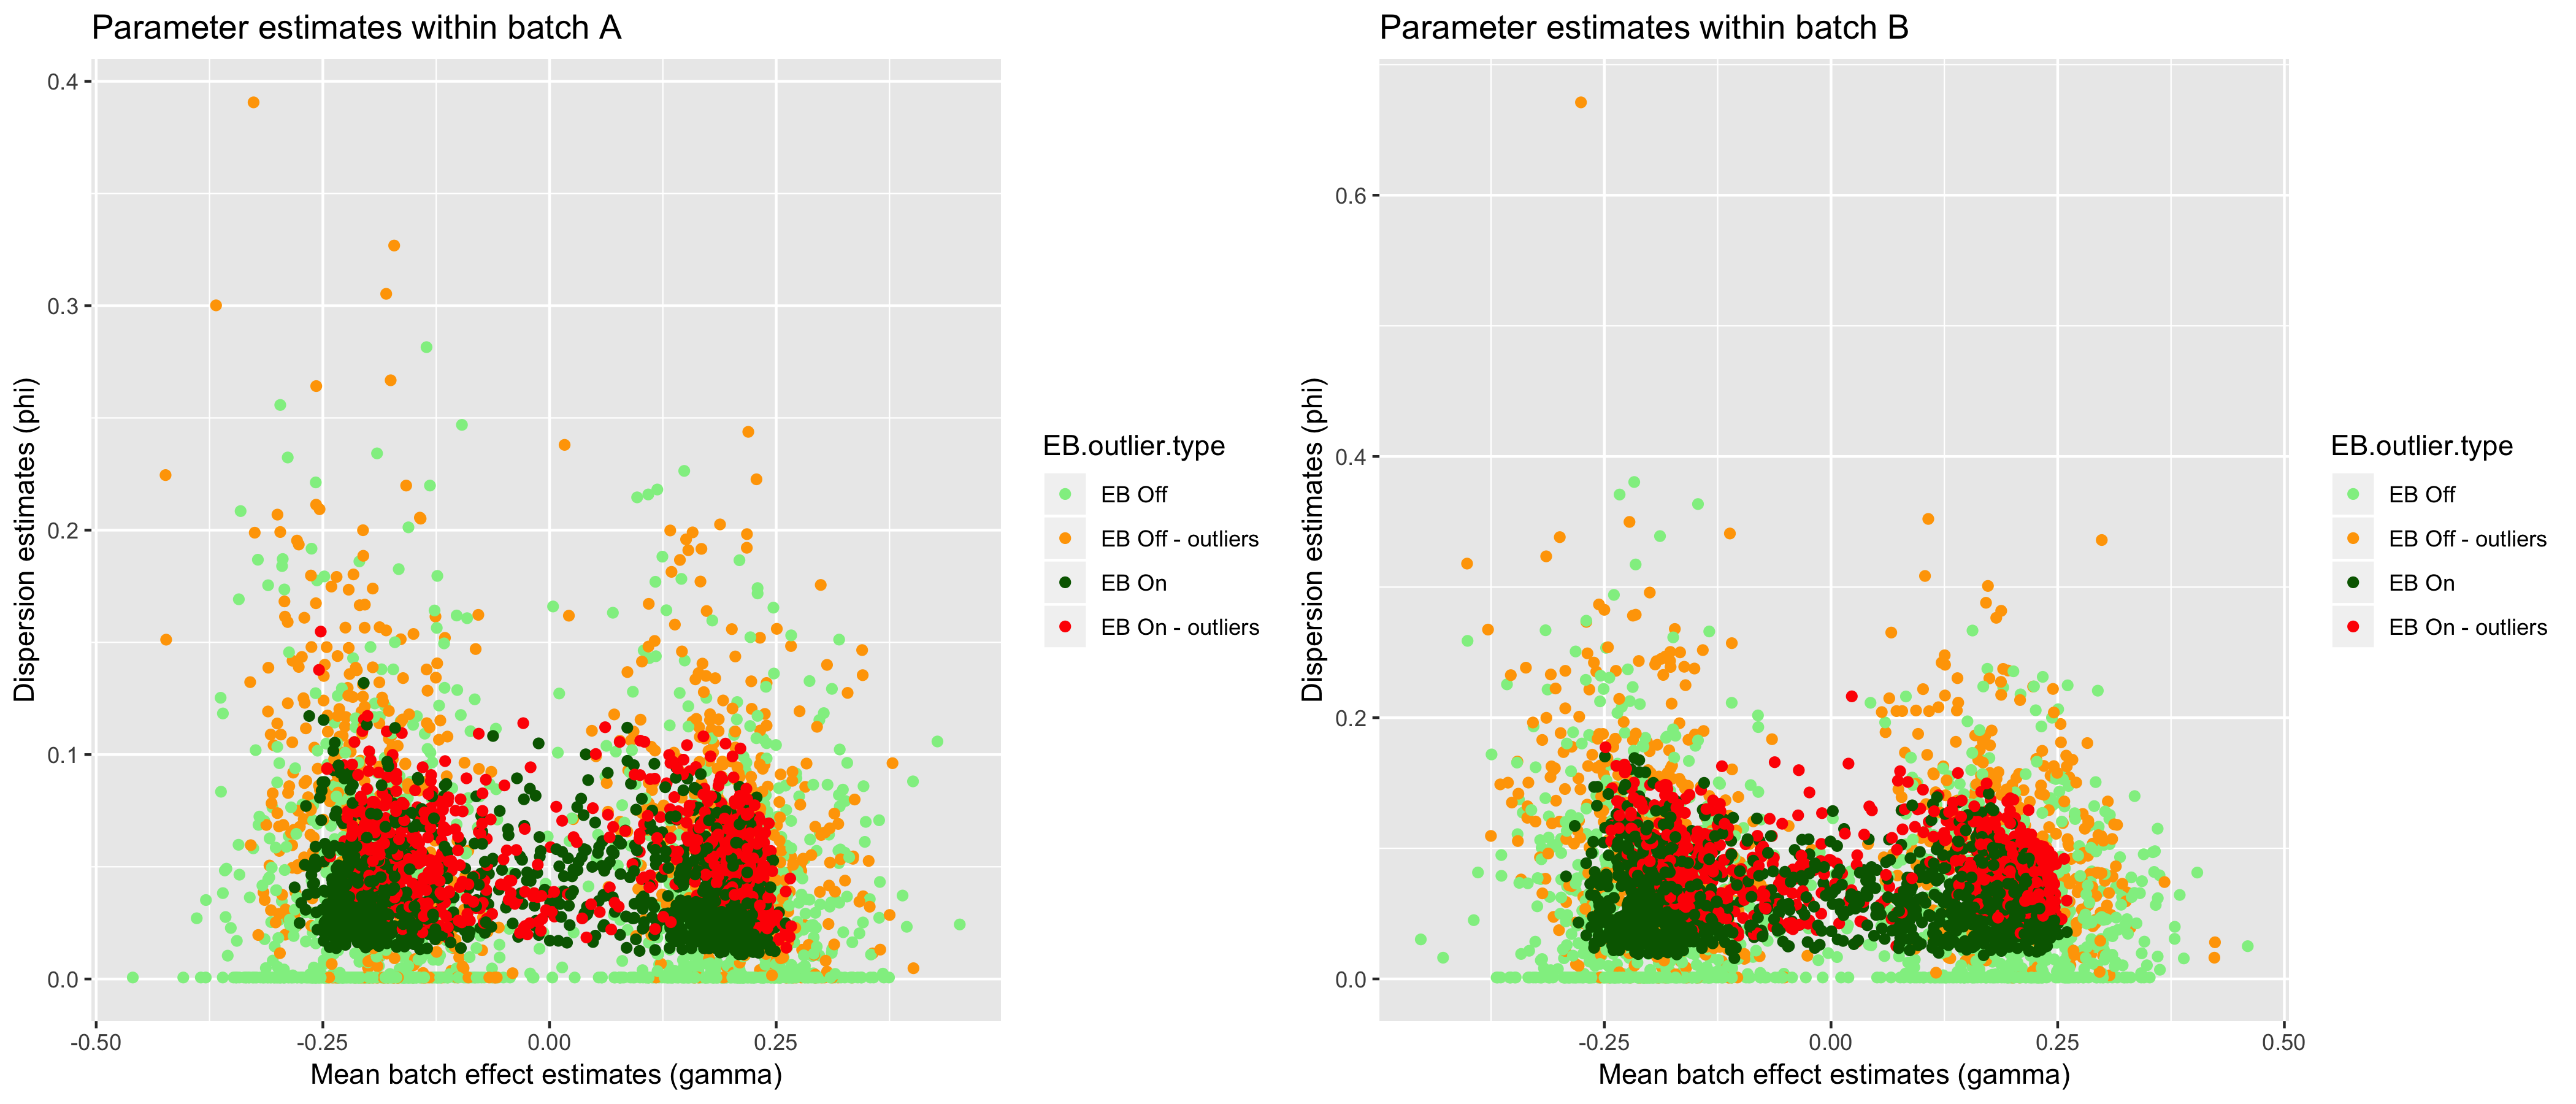 Parameter estimates within batch A
Dispersion estimates (phi)
0.4
0.3
0.2
0.1
0.0
-0.50
-0.25
0.00
0.25
Mean batch effect estimates (gamma)
EB.outlier.type
EB Off
EB Off - outliers
EB On
EB On - outliers
Parameter estimates within batch B
Dispersion estimates (phi)
0.6
0.4
0.2
0.0
-0.25
0.00
0.25
0.50
Mean batch effect estimates (gamma)
EB.outlier.type
EB Off
EB Off - outliers
EB On
EB On - outliers